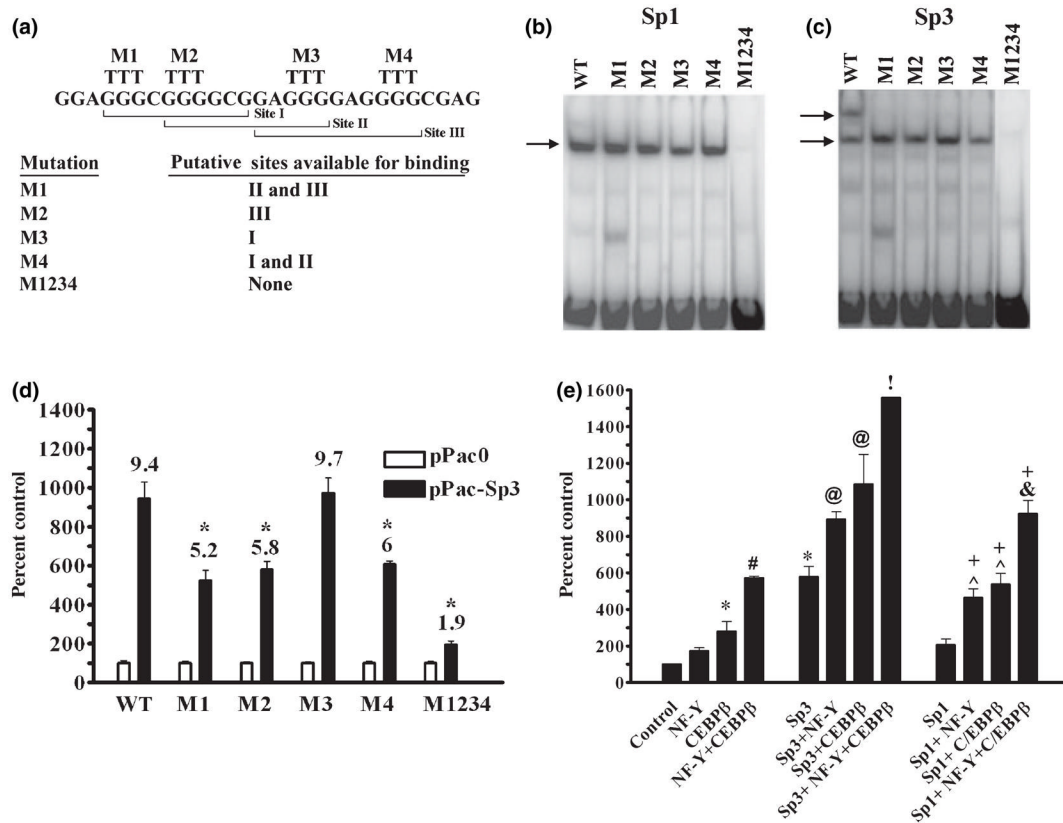 (a)
M1 M2 M3 M4
TTT TTT TTT TTT
GGAGGGCGGGGCGGAGGGGAGGGGCGAG
Site I
Site II
Site III
Mutation Putative sites available for binding
M1 II and III
M2 III
M3 I
M4 I and II
M1234 None
(b)
Sp1
WT M1 M2 M3 M4 M1234
(c)
Sp3
WT M1 M2 M3 M4 M1234
(d)
Percent control
1400
1200
1000
800
600
400
200
0
pPac0
pPac-Sp3
9.4
*
5.2
*
5.8
9.7
*
6
*
1.9
WT M1 M2 M3 M4 M1234
(e)
Percent control
1600
1400
1200
1000
800
600
400
200
0
*
#
*
@
@
!
+
^
+
^
+
&
Control
NF-Y
CEBPβ
NF-Y+CEBPβ
Sp3
Sp3+NF-Y
Sp3+CEBPβ
Sp3+ NF-Y+CEBPβ
Sp1
Sp1+ NF-Y
Sp1+ C/EBPβ
Sp1+ NF-Y+C/EBPβ